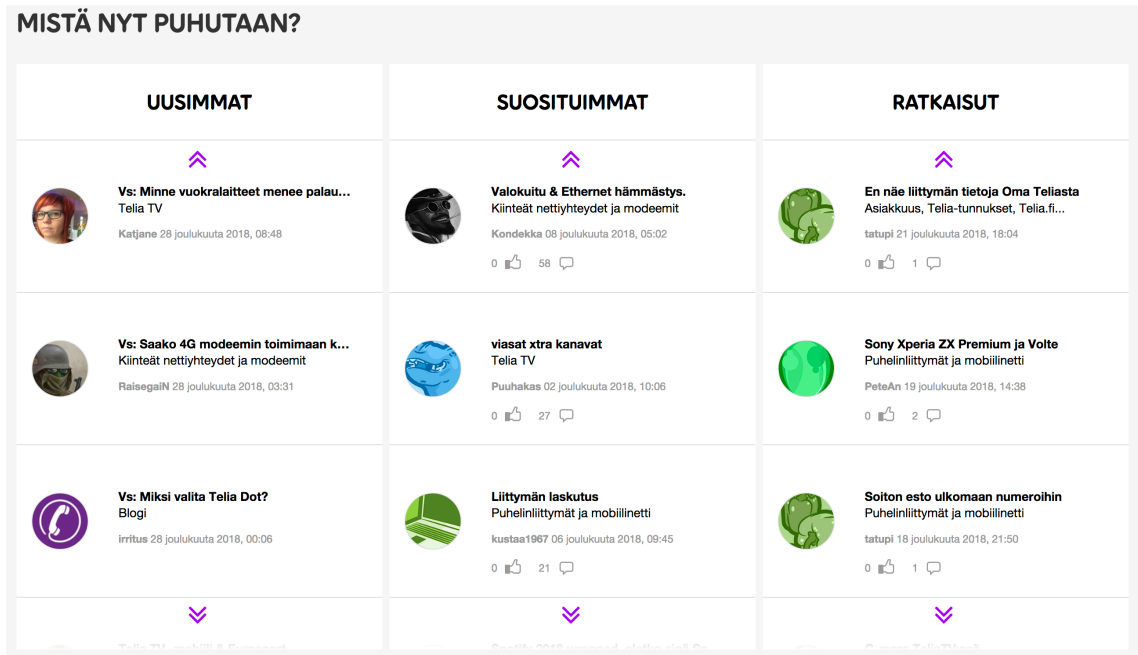 MISTÄ NYT PUHUTAAN?
UUSIMMAT
Vs: Minne vuokralaitteet menee palau...
Telia TV
Katjane 28 joulukuuta 2018, 08:48
Vs: Saako 4G modeemin toimimaan k...
Kiinteät nettiyhteydet ja modeemit
RaisegaiN 28 joulukuuta 2018, 03:31
Vs: Miksi valita Telia Dot?
Blogi
irritus 28 joulukuuta 2018, 00:06
SUOSITUIMMAT
Valokuitu & Ethernet hämmästys.
Kiinteät nettiyhteydet ja modeemit
Kondekka 08 joulukuuta 2018, 05:02
0 58
viasat xtra kanavat
Telia TV
Puuhakas 02 joulukuuta 2018, 10:06
0 27
Liittymän laskutus
Puhelinliittymät ja mobiilinetti
kustaa1967 06 joulukuuta 2018, 09:45
0 21
RATKAISUT
En näe liittymän tietoja Oma Teliasta
Asiakkuus, Telia-tunnukset, Telia.fi...
tatupi 21 joulukuuta 2018, 18:04
0 1
Sony Xperia ZX Premium ja Volte
Puhelinliittymät ja mobiilinetti
PeteAn 19 joulukuuta 2018, 14:38
0 2
Soiton esto ulkomaan numeroihin
Puhelinliittymät ja mobiilinetti
tatupi 18 joulukuuta 2018, 21:50
0 1